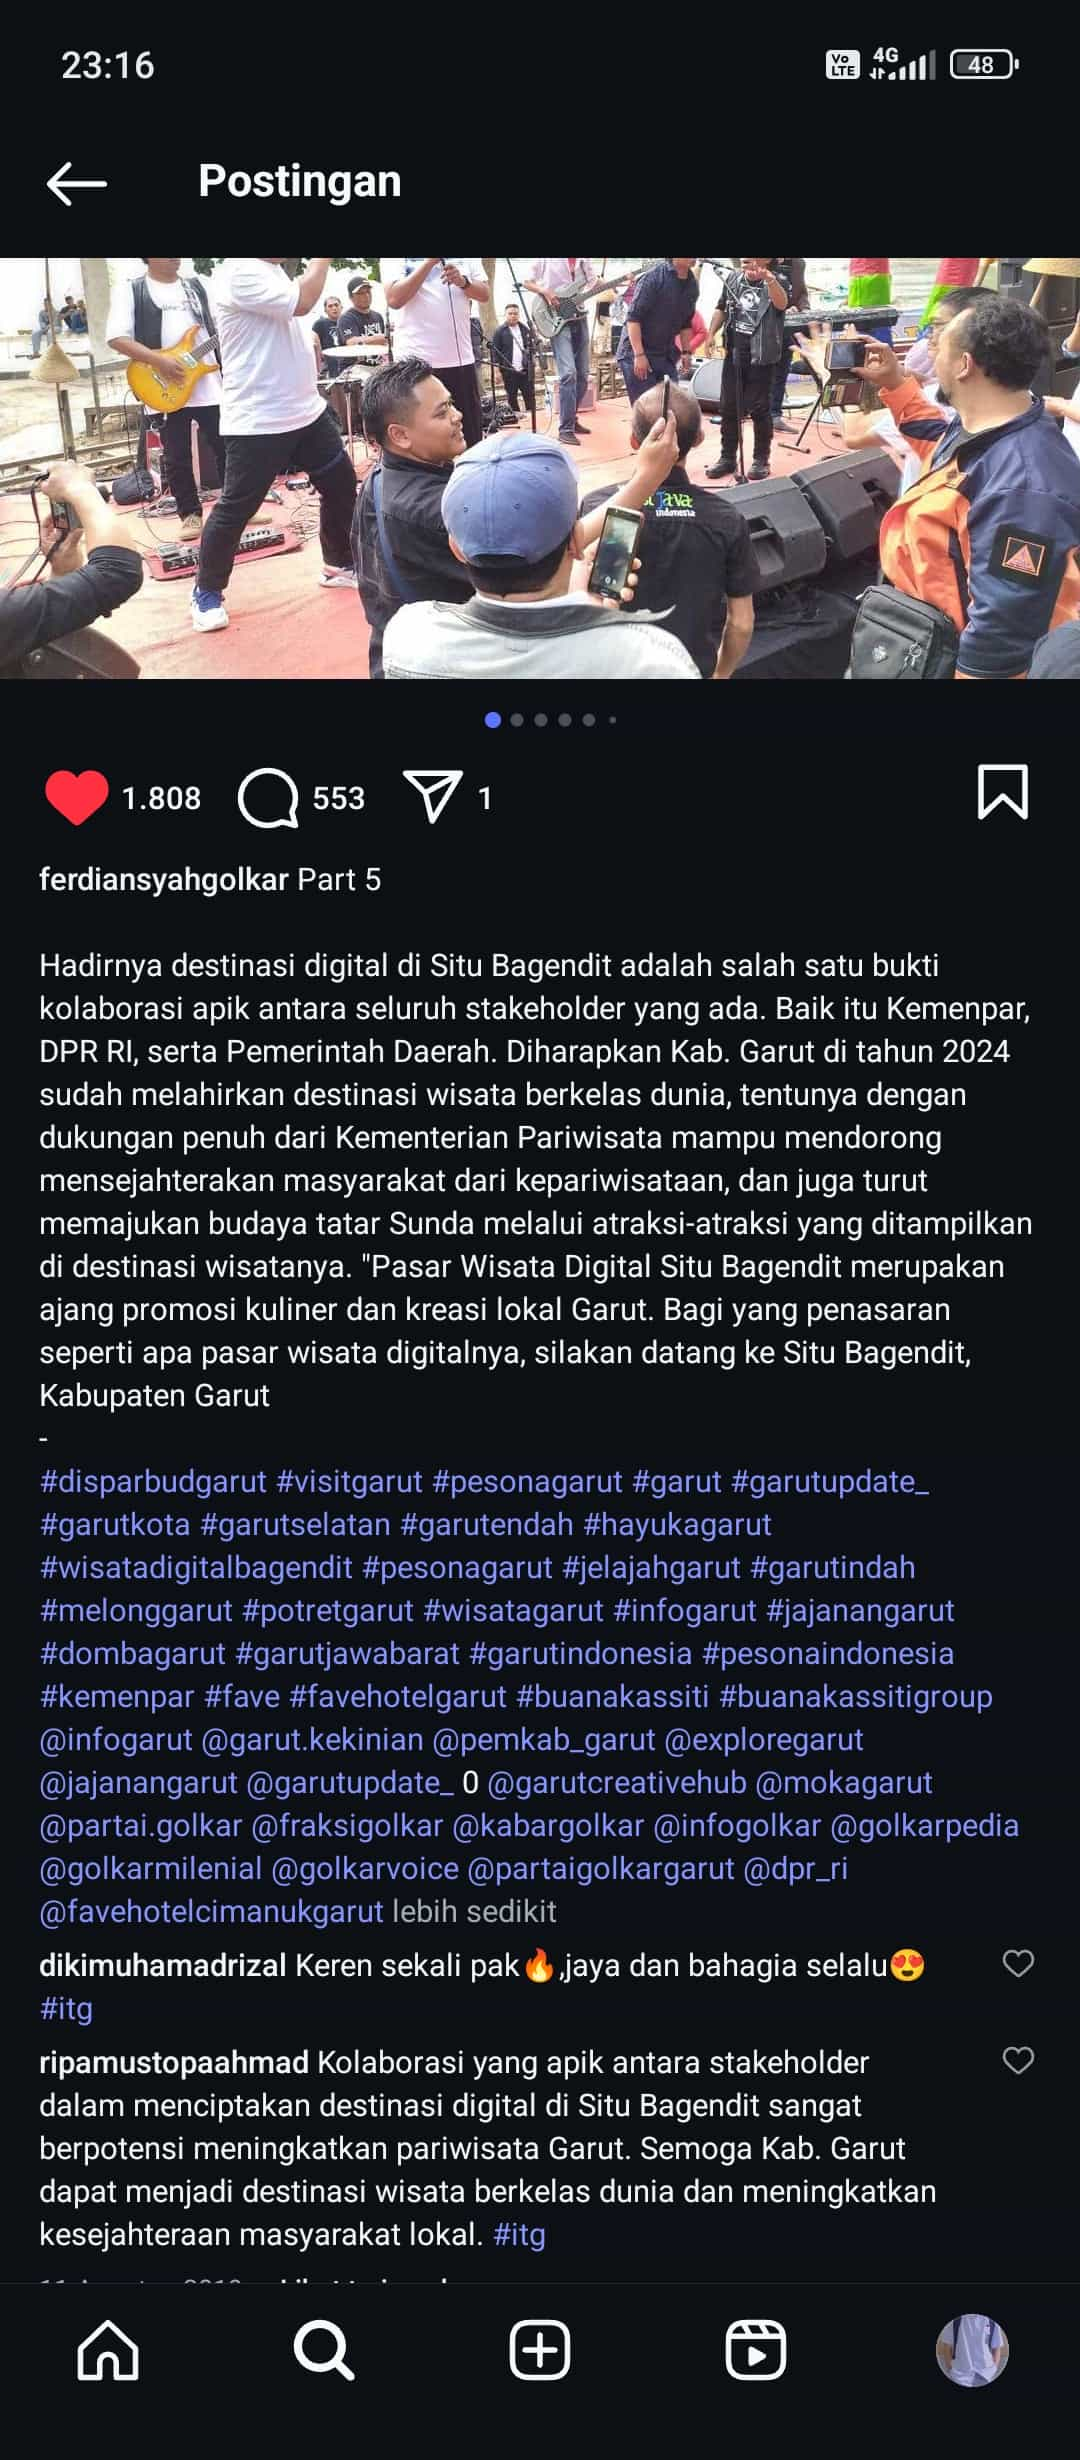 23:16
Vo LTE 4G 48
Postingan
Java
indonesia
1.808 553 1
ferdiansyahgolkar Part 5
Hadirnya destinasi digital di Situ Bagendit adalah salah satu bukti
kolaborasi apik antara seluruh stakeholder yang ada. Baik itu Kemenpar,
DPR RI, serta Pemerintah Daerah. Diharapkan Kab. Garut di tahun 2024
sudah melahirkan destinasi wisata berkelas dunia, tentunya dengan
dukungan penuh dari Kementerian Pariwisata mampu mendorong
mensejahterakan masyarakat dari kepariwisataan, dan juga turut
memajukan budaya tatar Sunda melalui atraksi-atraksi yang ditampilkan
di destinasi wisatanya. "Pasar Wisata Digital Situ Bagendit merupakan
ajang promosi kuliner dan kreasi lokal Garut. Bagi yang penasaran
seperti apa pasar wisata digitalnya, silakan datang ke Situ Bagendit,
Kabupaten Garut
-
#disparbudgarut #visitgarut #pesonagarut #garut #garutupdate_
#garutkota #garutselatan #garutendah #hayukagarut
#wisatadigitalbagendit #pesonagarut #jelajahgarut #garutindah
#melonggarut #potretgarut #wisatagarut #infogarut #jajanangarut
#dombagarut #garutjawabarat #garutindonesia #pesonaindonesia
#kemenpar #fave #favehotelgarut #buanakassiti #buanakassitigroup
@infogarut @garut.kekinian @pemkab_garut @exploregarut
@jajanangarut @garutupdate_ 0 @garutcreativehub @mokagarut
@partai.golkar @fraksigolkar @kabargolkar @infogolkar @golkarpedia
@golkarmilenial @golkarvoice @partaigolkargarut @dpr_ri
@favehotelcimanukgarut lebih sedikit
dikimuhamadrizal Keren sekali pak🔥,jaya dan bahagia selalu😍
#itg
ripamustopaahmad Kolaborasi yang apik antara stakeholder
dalam menciptakan destinasi digital di Situ Bagendit sangat
berpotensi meningkatkan pariwisata Garut. Semoga Kab. Garut
dapat menjadi destinasi wisata berkelas dunia dan meningkatkan
kesejahteraan masyarakat lokal. #itg